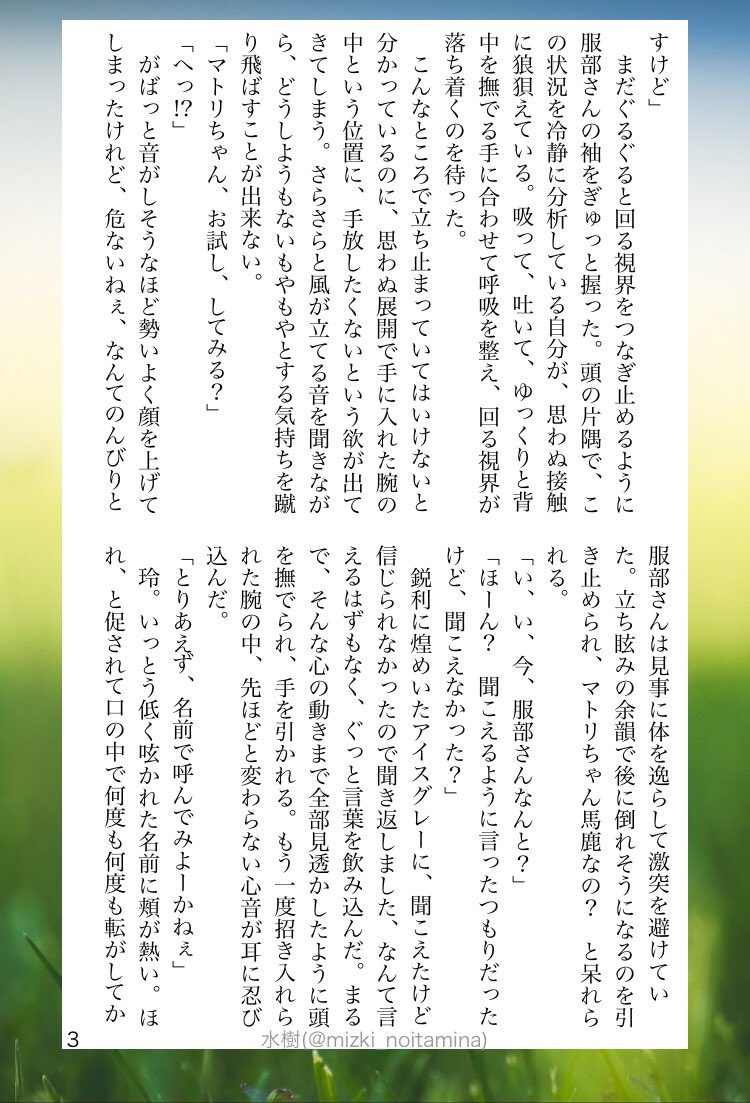 すけど」
　まだぐるぐると回る視界をつなぎ止めるように
服部さんの袖をぎゅっと握った。頭の片隅で、こ
の状況を冷静に分析している自分が、思わぬ接触
に狼狽えている。吸って、吐いて、ゆっくりと背
中を撫でる手に合わせて呼吸を整え、回る視界が
落ち着くのを待った。
　こんなところで立ち止まっていてはいけないと
分かっているのに、思わぬ展開で手に入れた腕の
中という位置に、手放したくないという欲が出て
きてしまう。さらさらと風が立てる音を聞きなが
ら、どうしようもないもやもやとする気持ちを蹴
り飛ばすことが出来ない。
「マトリちゃん、お試し、してみる？」
「へっ!?」
　がばっと音がしそうなほど勢いよく顔を上げて
しまったけれど、危ないねぇ、なんてのんびりと
服部さんは見事に体を逸らして激突を避けてい
た。立ち眩みの余韻で後に倒れそうになるのを引
き止められ、マトリちゃん馬鹿なの？　と呆れら
れる。
「い、い、今、服部さんなんと？」
「ほーん？　聞こえるように言ったつもりだった
けど、聞こえなかった？」
　鋭利に煌めいたアイスグレーに、聞こえたけど
信じられなかったので聞き返しました、なんて言
えるはずもなく、ぐっと言葉を飲み込んだ。まる
で、そんな心の動きまで全部見透かしたように頭
を撫でられ、手を引かれる。もう一度招き入れら
れた腕の中、先ほどと変わらない心音が耳に忍び
込んだ。
「とりあえず、名前で呼んでみよーかねぇ」
　玲。いっとう低く呟かれた名前に頬が熱い。ほ
れ、と促されて口の中で何度も何度も転がしてか
3
水樹(@mizki_noitamina)